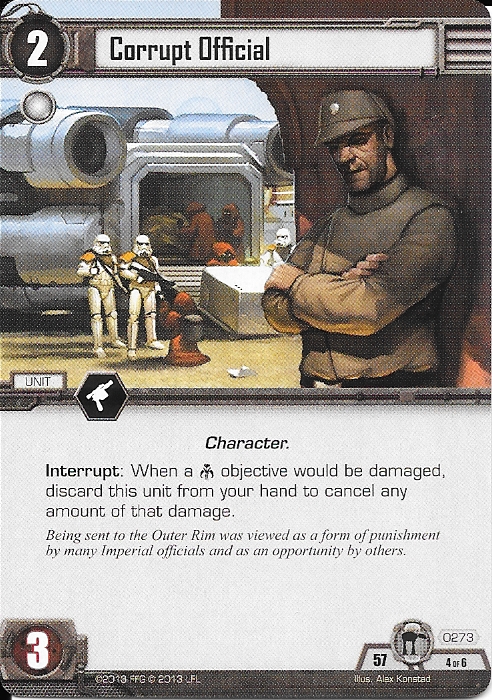 2
Corrupt Official
UNIT
Character.
Interrupt: When a objective would be damaged,
discard this unit from your hand to cancel any
amount of that damage.
Being sent to the Outer Rim was viewed as a form of punishment
by many Imperial officials and as an opportunity by others.
3
57
0273
4 OF 6
©2013 FFG © 2013 LFL
Illus. Alex Konstad